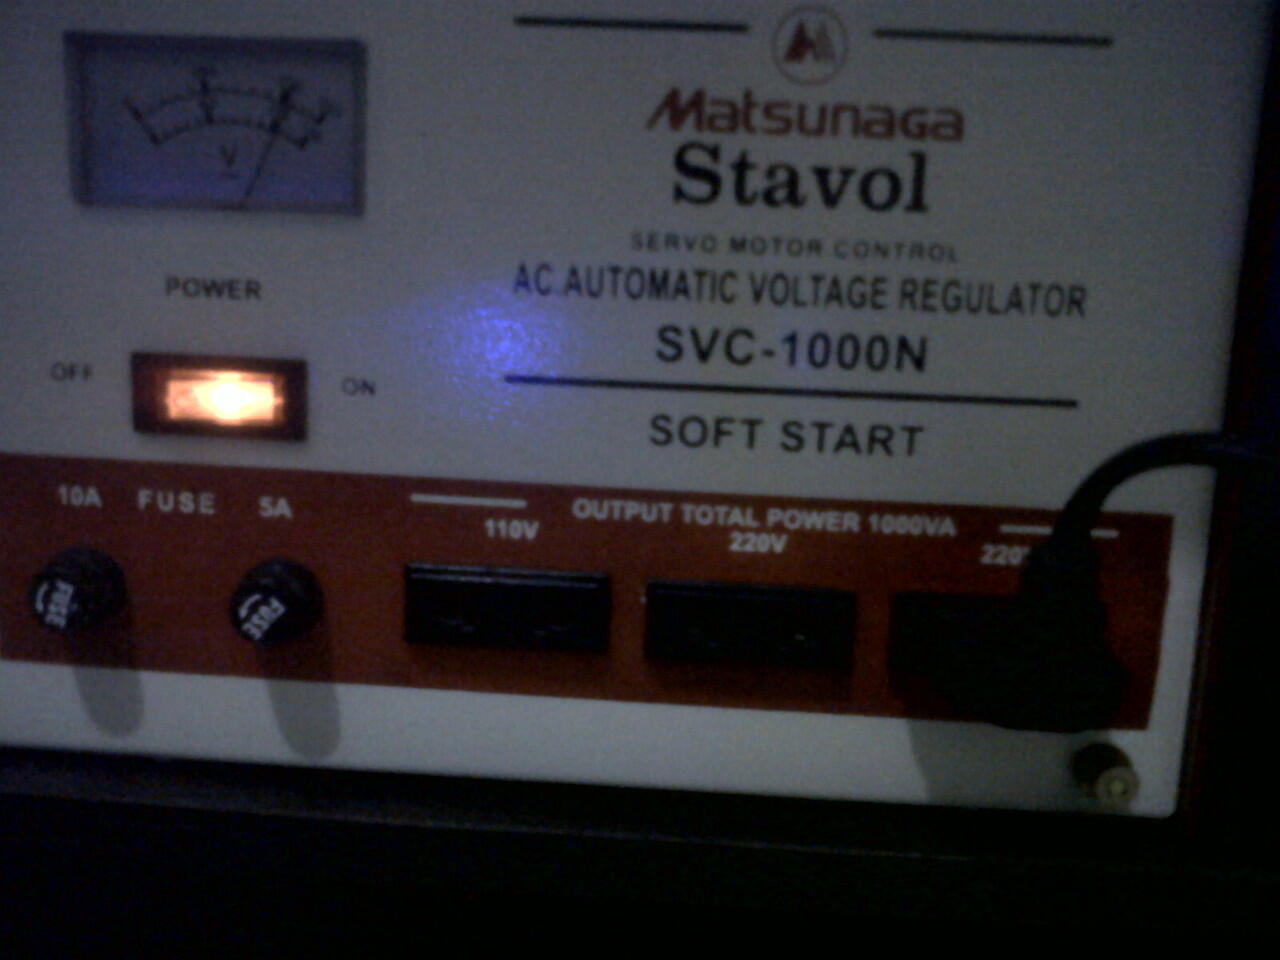 V
Matsunaga
Stavol
SERVO MOTOR CONTROL
AC.AUTOMATIC VOLTAGE REGULATOR
SVC-1000N
SOFT START
POWER
OFF
ON
10A FUSE 5A
OUTPUT TOTAL POWER 1000VA
110V
220V
220
FUSE
FUSE